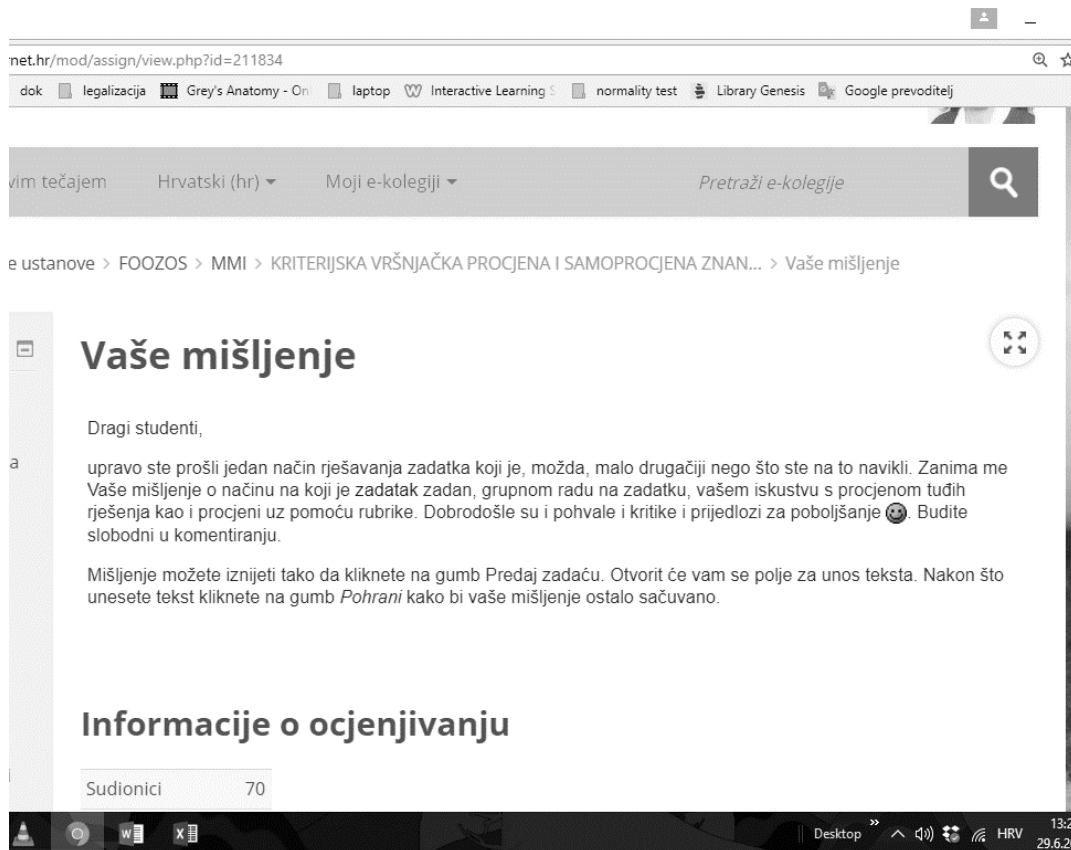 rnet.hr/mod/assign/view.php?id=211834
dok legalizacija Grey's Anatomy - On laptop Interactive Learning S normality test Library Genesis Google prevoditelj
vim tečajem Hrvatski (hr) Moji e-kolegiji Pretraži e-kolegije
e ustanove > FOOZOS > MMI > KRITERIJSKA VRŠNJAČKA PROCJENA I SAMOPROCJENA ZNAN... > Vaše mišljenje
Vaše mišljenje
Dragi studenti,
a
upravo ste prošli jedan način rješavanja zadatka koji je, možda, malo drugačiji nego što ste na to navikli. Zanima me
Vaše mišljenje o načinu na koji je zadatak zadan, grupnom radu na zadatku, vašem iskustvu s procjenom tuđih
rješenja kao i procjeni uz pomoću rubrike. Dobrodošle su i pohvale i kritike i prijedlozi za poboljšanje. Budite
slobodni u komentiranju.
Mišljenje možete iznijeti tako da kliknete na gumb Predaj zadaću. Otvorit će vam se polje za unos teksta. Nakon što
unesete tekst kliknete na gumb Pohrani kako bi vaše mišljenje ostalo sačuvano.
Informacije o ocjenjivanju
i
Sudionici 70
Desktop HRV
13:2
29.6.20